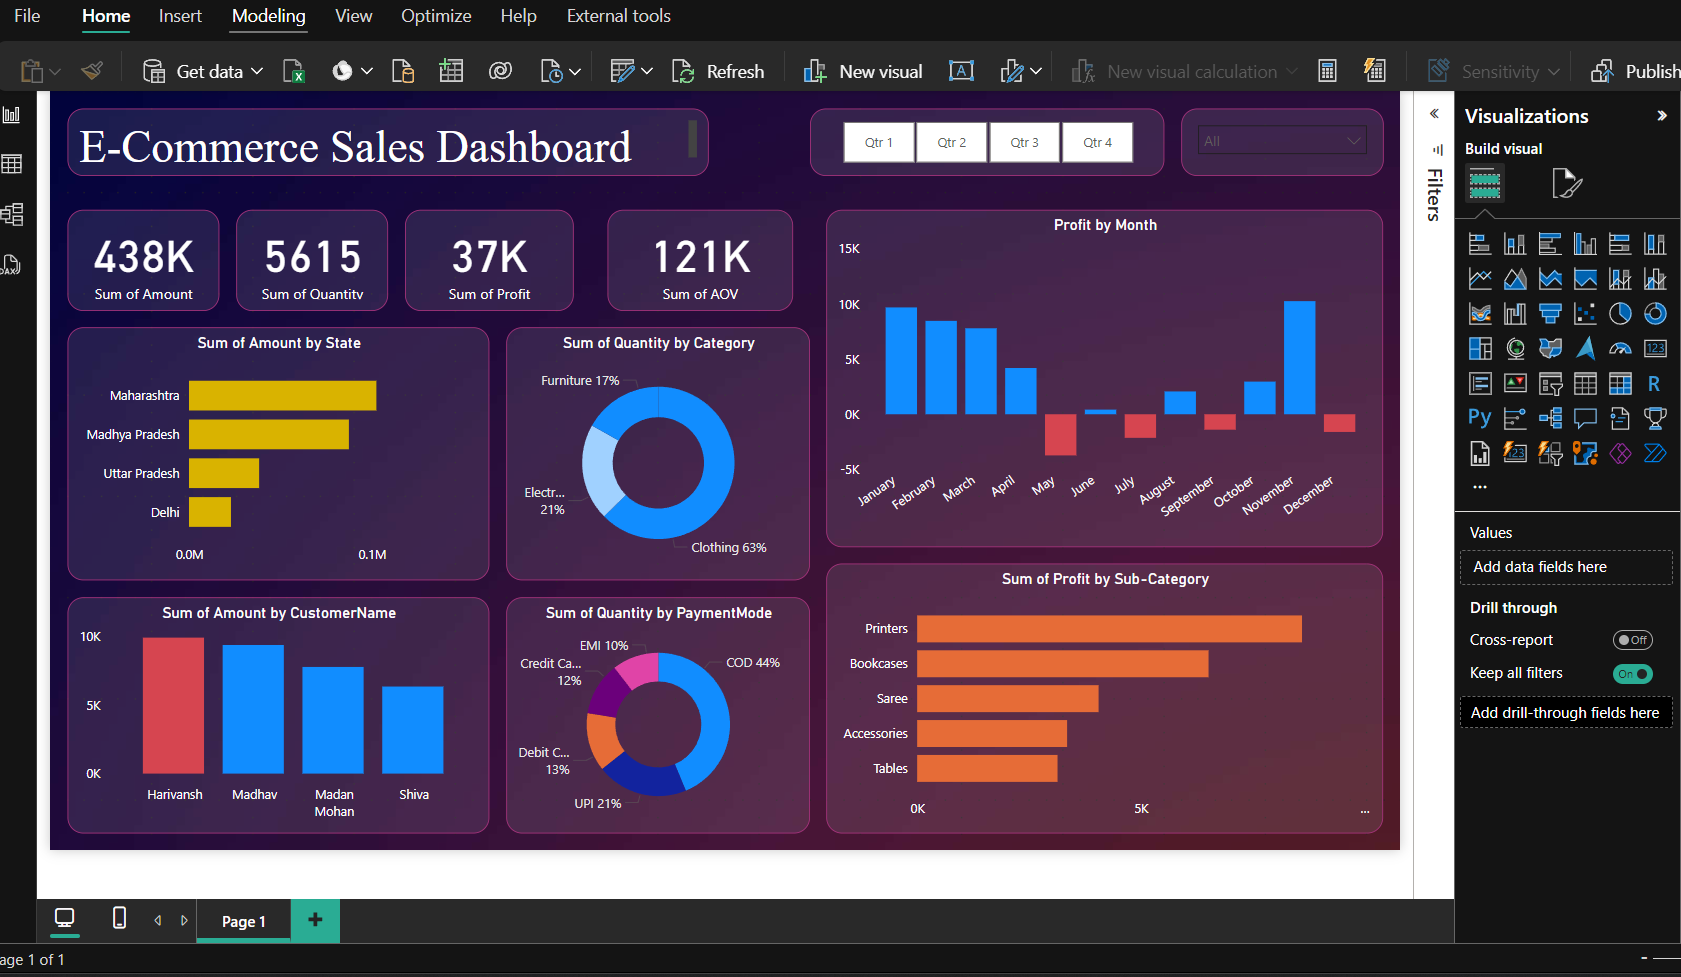 File Home Insert Modeling View Optimize Help External tools
Get data Refresh New visual New visual calculation Sensitivity Publish
E-Commerce Sales Dashboard
Qtr 1 Qtr 2 Qtr 3 Qtr 4
All
438K
Sum of Amount
5615
Sum of Quantity
37K
Sum of Profit
121K
Sum of AOV
Profit by Month
15K
10K
5K
0K
-5K
January February March April May June July August September October November December
Sum of Amount by State
Maharashtra
Madhya Pradesh
Uttar Pradesh
Delhi
0.0M 0.1M
Sum of Quantity by Category
Furniture 17%
Electr...
21%
Clothing 63%
Sum of Amount by CustomerName
10K
5K
0K
Harivansh Madhav Madan
Mohan Shiva
Sum of Quantity by PaymentMode
EMI 10%
Credit Ca...
12%
COD 44%
Debit C...
13%
UPI 21%
Sum of Profit by Sub-Category
Printers
Bookcases
Saree
Accessories
Tables
0K 5K ...
Filters
Visualizations
Build visual
123
R
Py
123
...
Values
Add data fields here
Drill through
Cross-report Off
Keep all filters On
Add drill-through fields here
DAX
Page 1
age 1 of 1